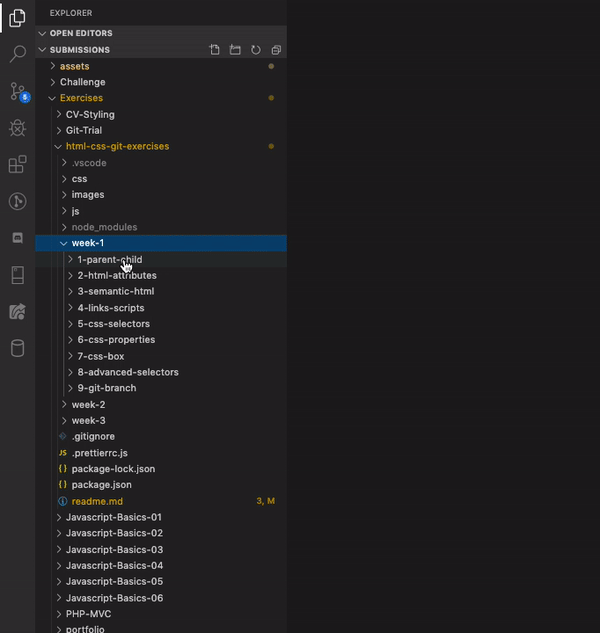 EXPLORER
OPEN EDITORS
SUBMISSIONS
assets
Challenge
Exercises
8
CV-Styling
Git-Trial
html-css-git-exercises
.vscode
css
images
js
node_modules
week-1
1-parent-child
2-html-attributes
3-semantic-html
4-links-scripts
5-css-selectors
6-css-properties
7-css-box
8-advanced-selectors
9-git-branch
week-2
week-3
.gitignore
JS .prettierrc.js
{} package-lock.json
{} package.json
readme.md 3, M
Javascript-Basics-01
Javascript-Basics-02
Javascript-Basics-03
Javascript-Basics-04
Javascript-Basics-05
Javascript-Basics-06
PHP-MVC
portfolio